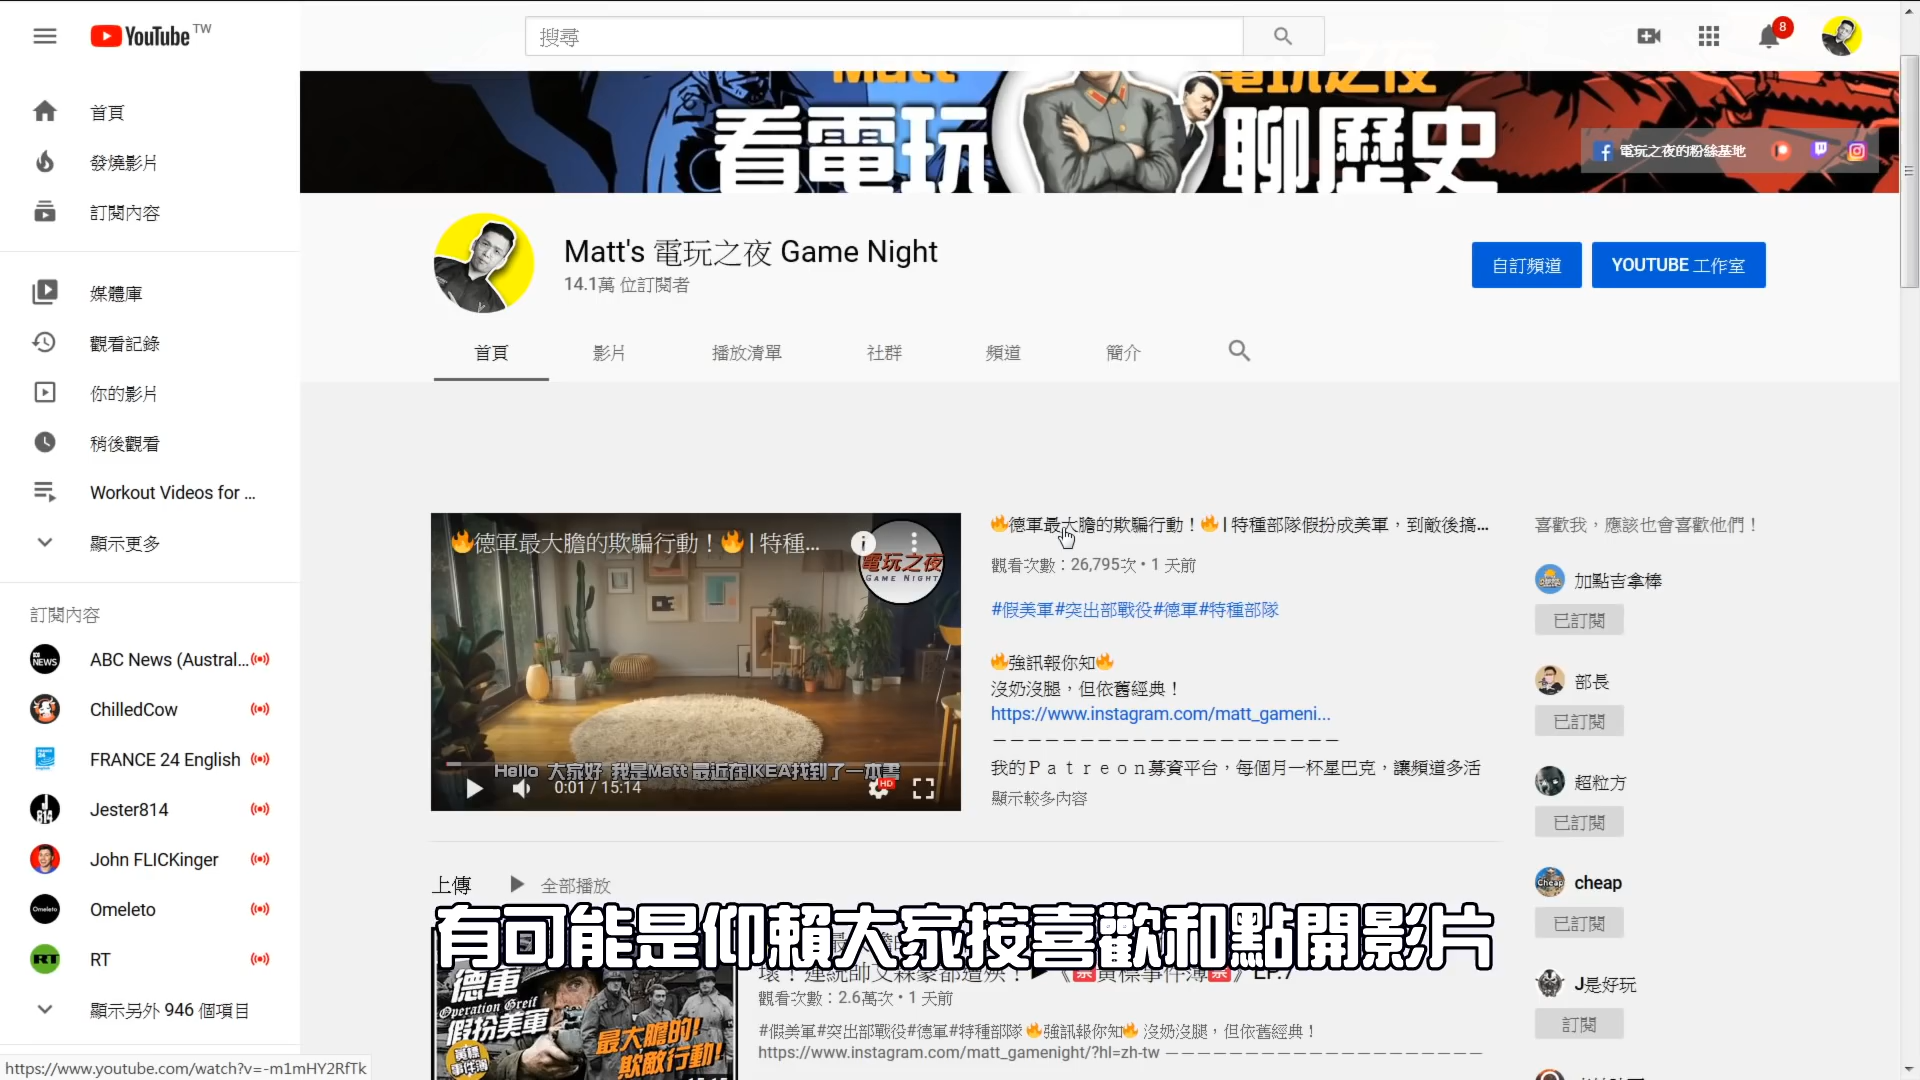 YouTube TW
搜尋
8
首頁
發燒影片
訂閱內容
媒體庫
觀看記錄
你的影片
稍後觀看
Workout Videos for ...
顯示更多
訂閱內容
ABC News (Austral...
ChilledCow
FRANCE 24 English
Jester814
John FLICKinger
Omeleto
RT
顯示另外 946 個項目
https://www.youtube.com/watch?v=-m1mHY2RfTk
Matt 電玩之夜
看電玩 聊歷史
電玩之夜的粉絲基地
Matt's 電玩之夜 Game Night
14.1萬 位訂閱者
自訂頻道
YOUTUBE 工作室
首頁 影片 播放清單 社群 頻道 簡介
🔥德軍最大膽的欺騙行動！🔥 | 特種...
電玩之夜
GAME NIGHT
Hello 大家好 我是Matt 最近在IKEA找到了一本書
0:01 / 15:14
HD
🔥德軍最大膽的欺騙行動！🔥 | 特種部隊假扮成美軍，到敵後搞...
觀看次數：26,795次 • 1 天前
#假美軍#突出部戰役#德軍#特種部隊
🔥強訊報你知🔥
沒奶沒腿，但依舊經典！
https://www.instagram.com/matt_gameni...
————————————————————
我的Ｐａｔｒｅｏｎ募資平台，每個月一杯星巴克，讓頻道多活
顯示較多內容
喜歡我，應該也會喜歡他們！
加點吉拿棒
已訂閱
部長
已訂閱
超粒方
已訂閱
cheap
已訂閱
J是好玩
訂閱
上傳 全部播放
有可能是仰賴大家按喜歡和點開影片
德軍
Operation Greif
假扮美軍
黃標
事件簿
最大膽的!
欺敵行動!
觀看次數：2.6萬次 • 1 天前
#假美軍#突出部戰役#德軍#特種部隊 🔥強訊報你知🔥 沒奶沒腿，但依舊經典！
https://www.instagram.com/matt_gamenight/?hl=zh-tw ————————————————————